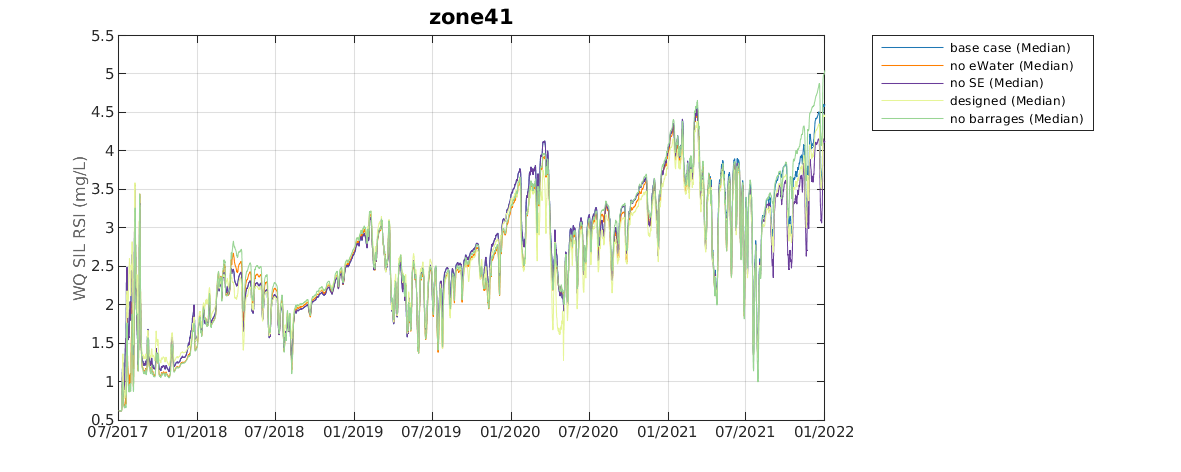 zone41
5.5
5
4.5
4
3.5
3
2.5
2
1.5
1
0.5
WQ SIL RSI (mg/L)
07/2017 01/2018 07/2018 01/2019 07/2019 01/2020 07/2020 01/2021 07/2021 01/2022
base case (Median)
no eWater (Median)
no SE (Median)
designed (Median)
no barrages (Median)